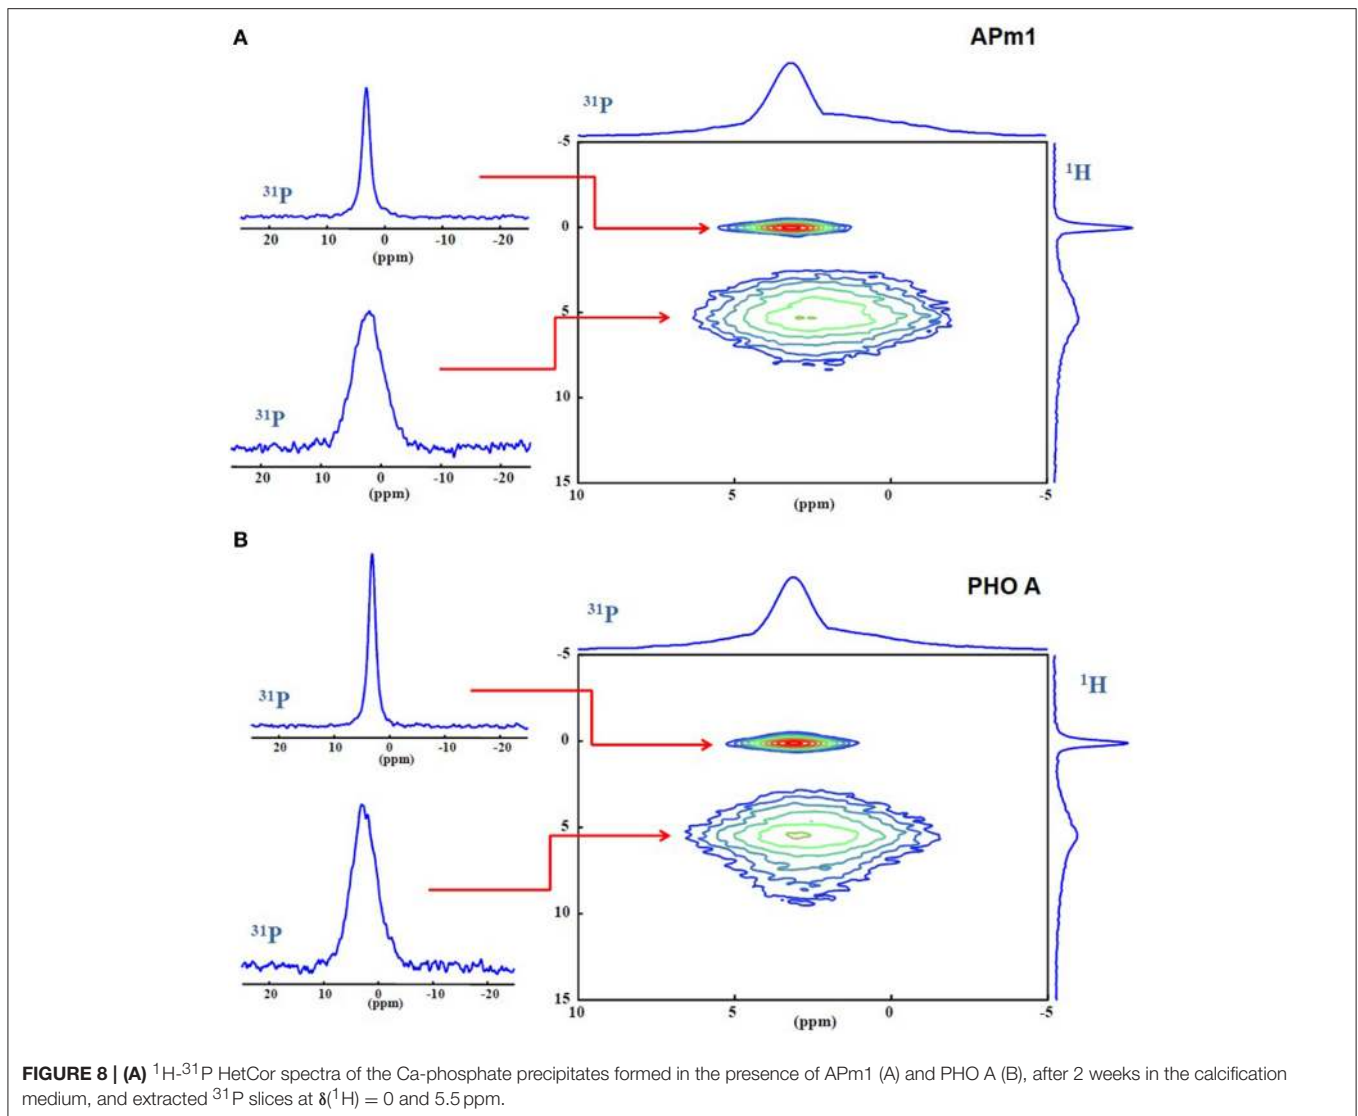 A
APm1
³¹P
-5
0
5
10
15
10 5 0 -5
(ppm)
¹H
³¹P
20 10 0 -10 -20
(ppm)
³¹P
20 10 0 -10 -20
(ppm)
B
PHO A
³¹P
-5
0
5
10
15
10 5 0 -5
(ppm)
¹H
³¹P
20 10 0 -10 -20
(ppm)
³¹P
20 10 0 -10 -20
(ppm)
FIGURE 8 | (A) ¹H-³¹P HetCor spectra of the Ca-phosphate precipitates formed in the presence of APm1 (A) and PHO A (B), after 2 weeks in the calcification
medium, and extracted ³¹P slices at δ(¹H) = 0 and 5.5 ppm.